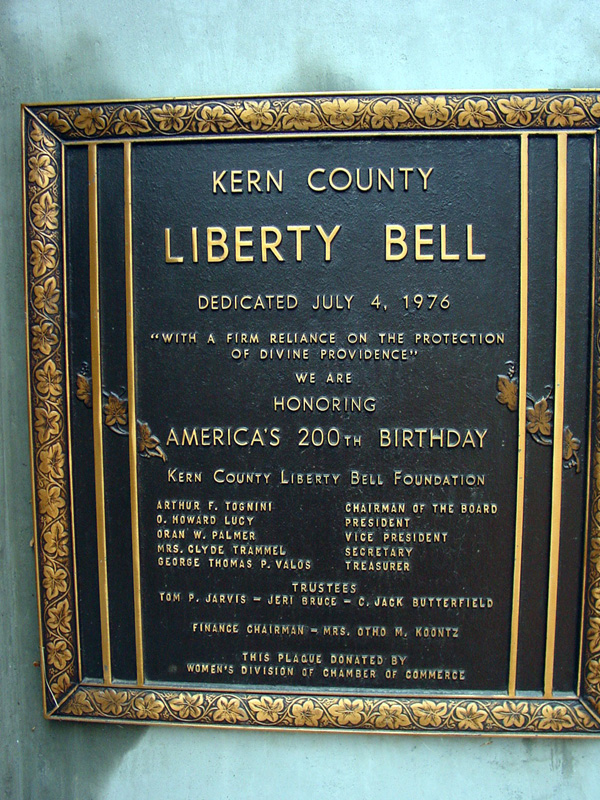 KERN COUNTY
LIBERTY BELL
DEDICATED JULY 4, 1976
"WITH A FIRM RELIANCE ON THE PROTECTION
OF DIVINE PROVIDENCE"
WE ARE
HONORING
AMERICA'S 200TH BIRTHDAY
KERN COUNTY LIBERTY BELL FOUNDATION
ARTHUR F. TOGNINI CHAIRMAN OF THE BOARD
O. HOWARD LUCY PRESIDENT
ORAN W. PALMER VICE PRESIDENT
MRS. CLYDE TRAMMEL SECRETARY
GEORGE THOMAS P. VALOS TREASURER
TRUSTEES
TOM P. JARVIS – JERI BRUCE – C. JACK BUTTERFIELD
FINANCE CHAIRMAN – MRS. OTHO M. KOONTZ
THIS PLAQUE DONATED BY
WOMEN'S DIVISION OF CHAMBER OF COMMERCE